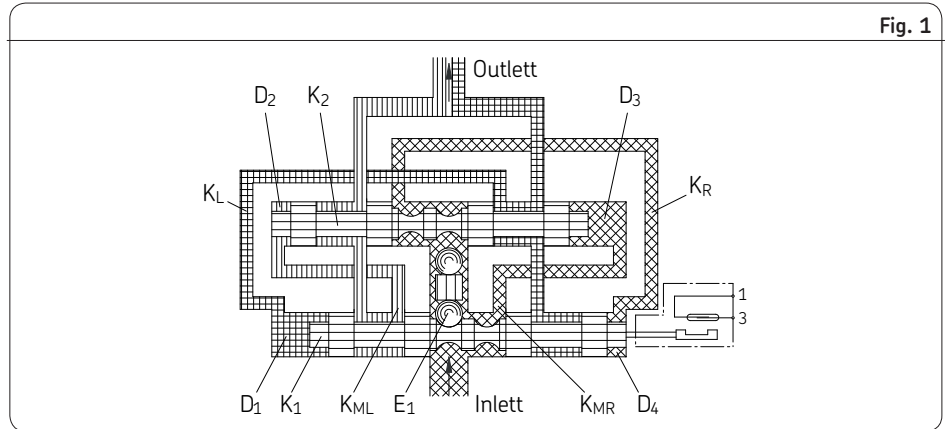 Fig. 1
Outlett
D2 K2 D3
KL KR
1
3
D1 K1 KML E1 Inlett KMR D4